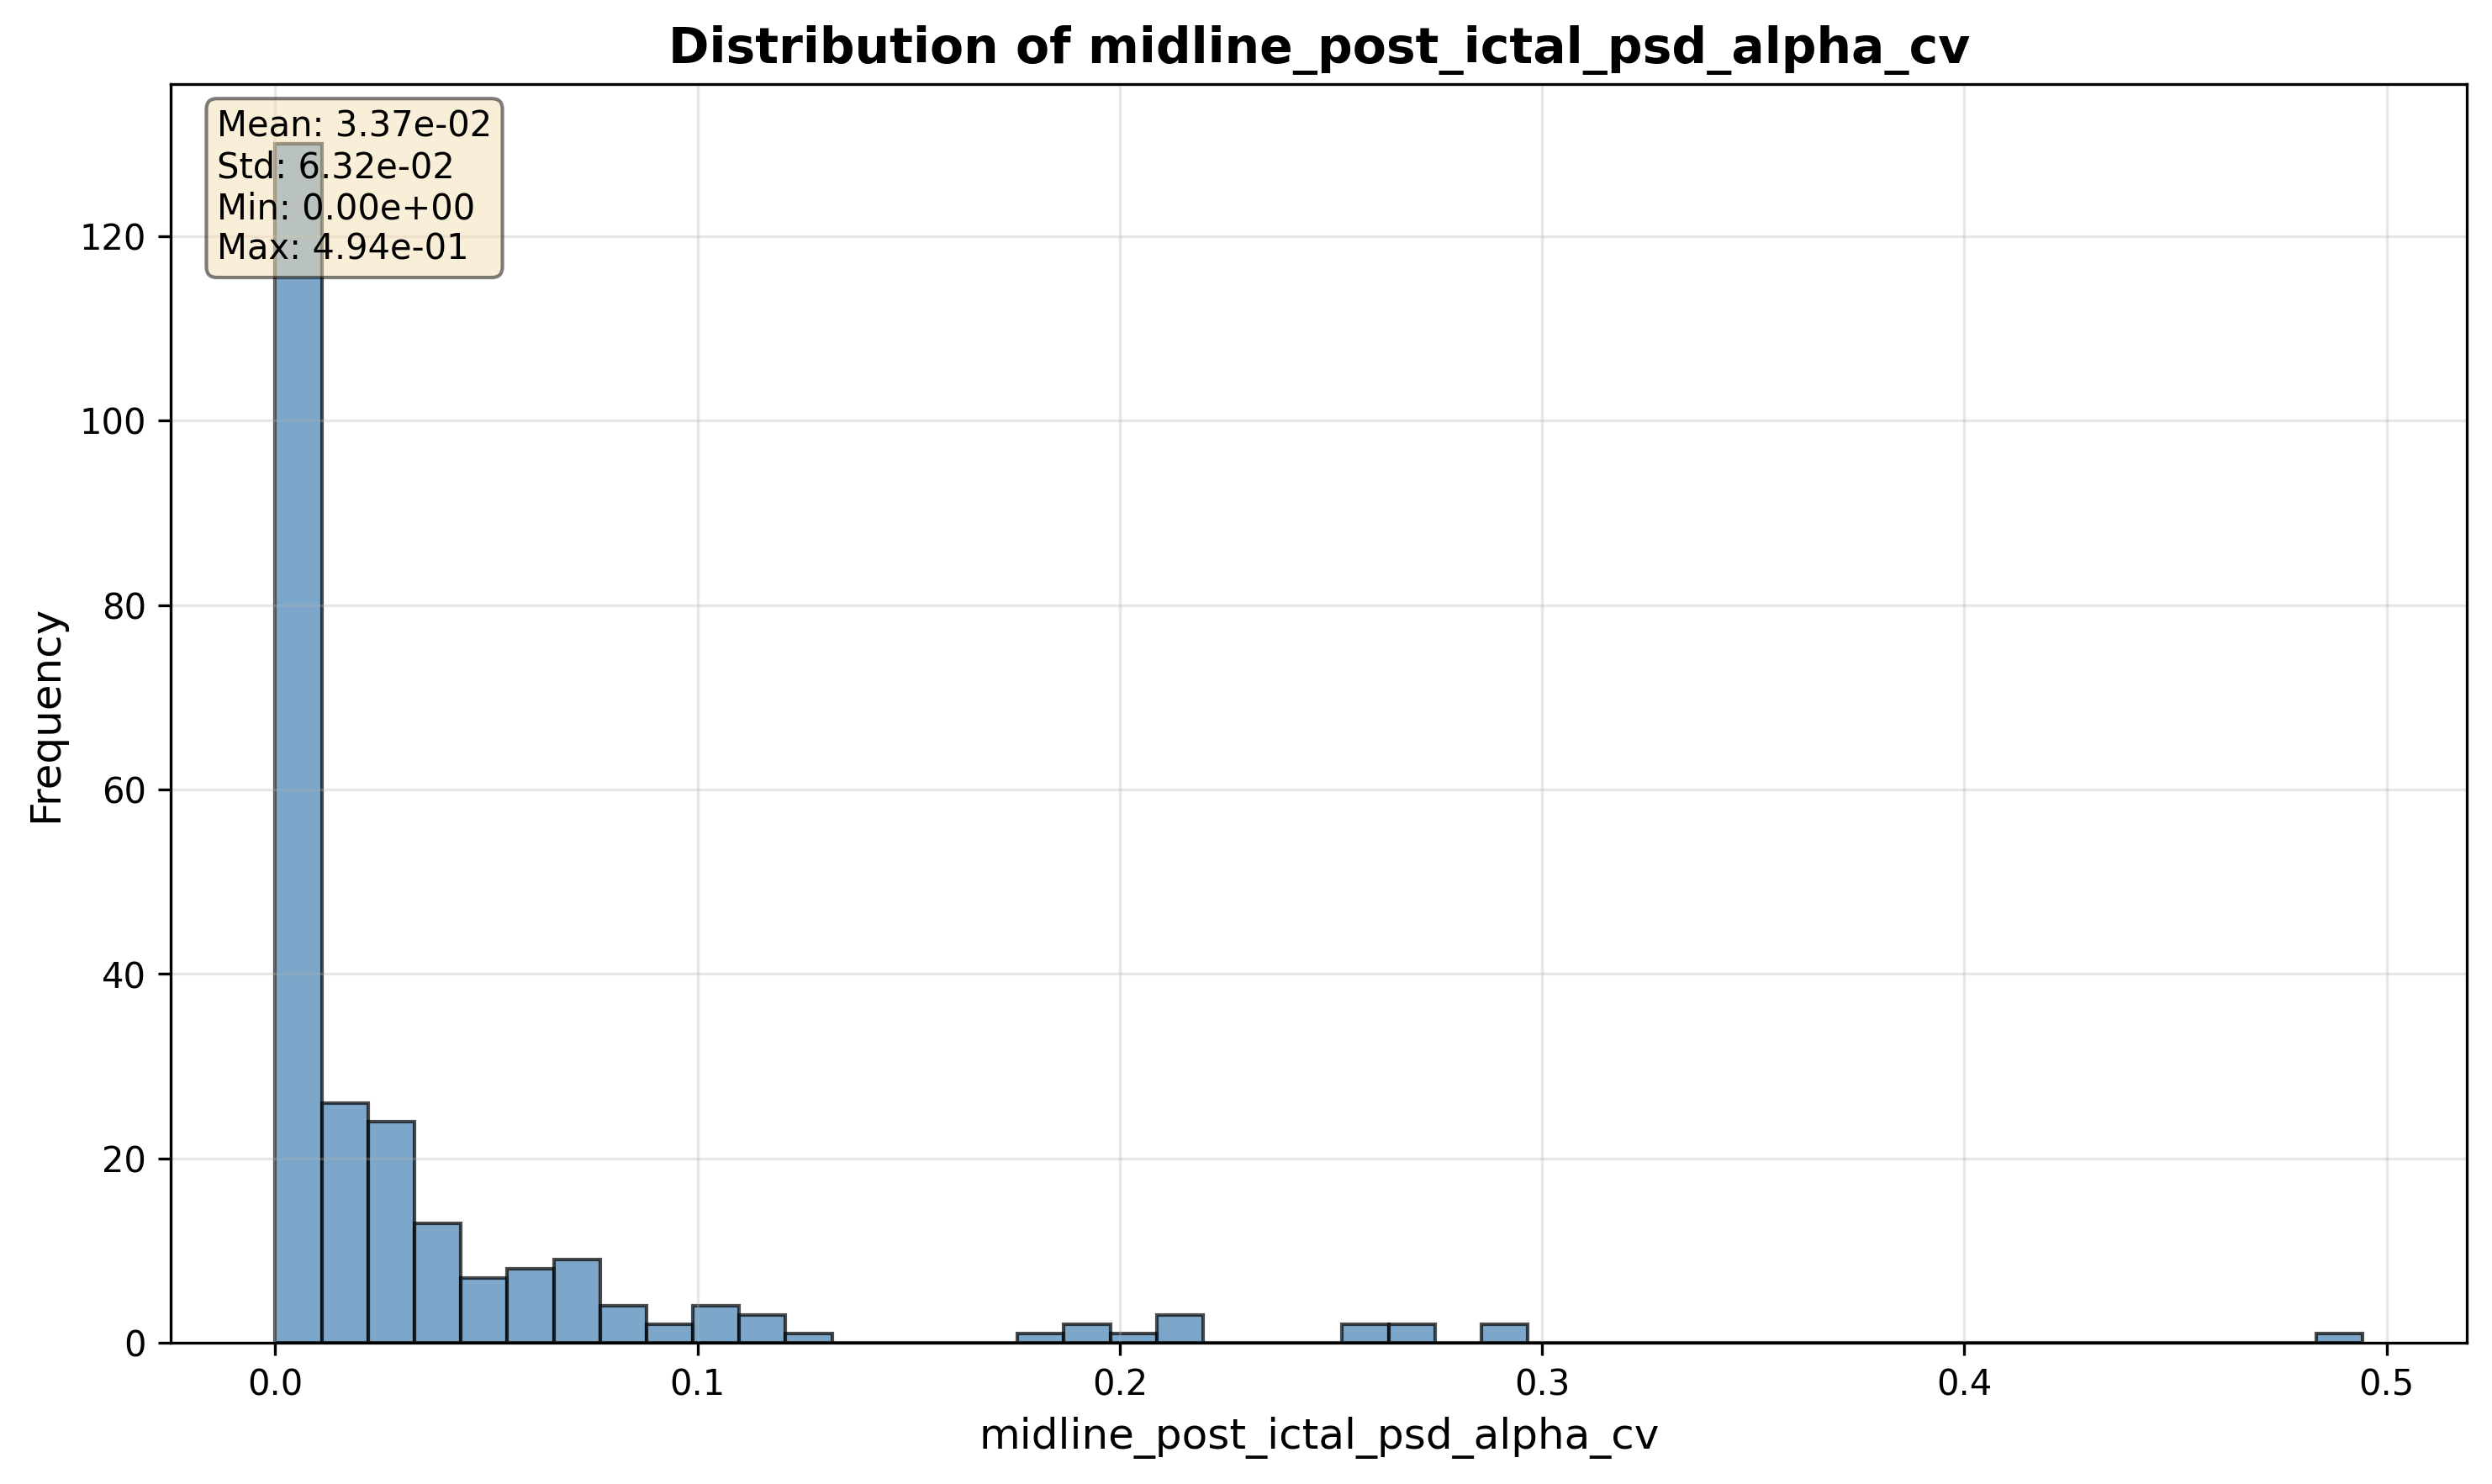 Distribution of midline_post_ictal_psd_alpha_cv
Mean: 3.37e-02
Std: 6.32e-02
Min: 0.00e+00
Max: 4.94e-01
120
100
80
60
40
20
0
Frequency
0.0 0.1 0.2 0.3 0.4 0.5
midline_post_ictal_psd_alpha_cv